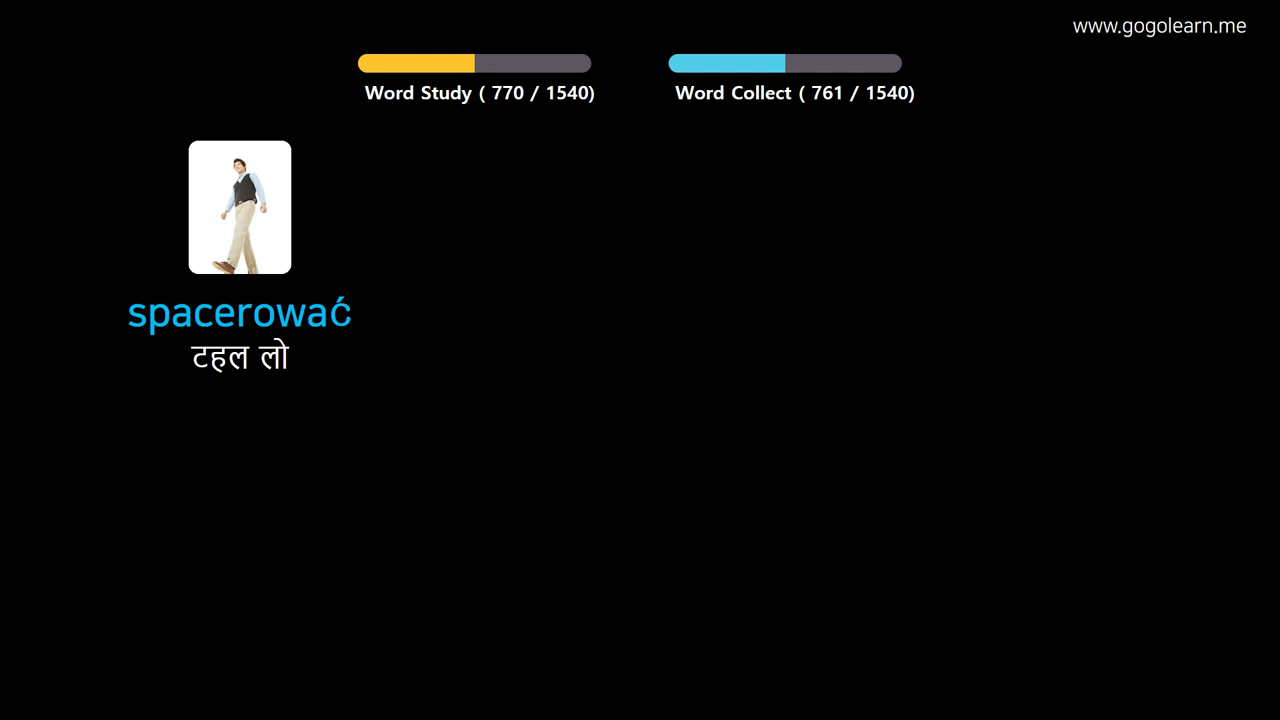 www.gogolearn.me
Word Study ( 770 / 1540)
Word Collect ( 761 / 1540)
spacerować
टहल लो